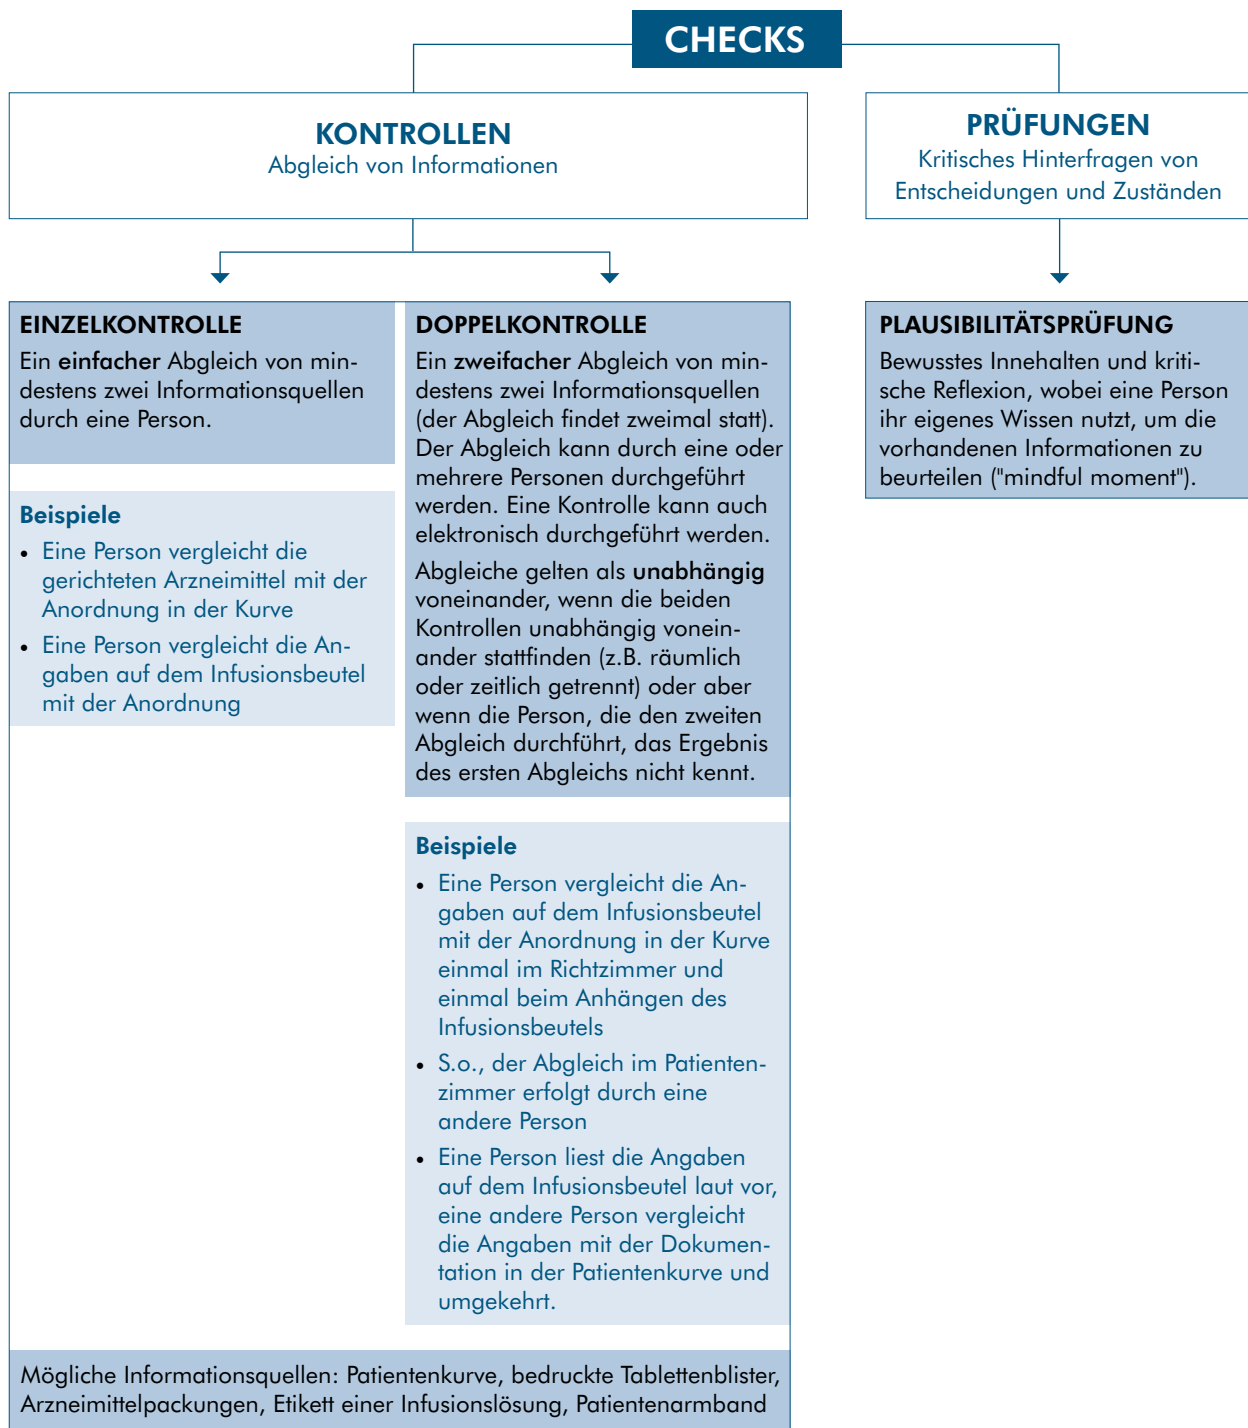 CHECKS
KONTROLLEN
Abgleich von Informationen
PRÜFUNGEN
Kritisches Hinterfragen von
Entscheidungen und Zuständen
EINZELKONTROLLE
Ein einfacher Abgleich von min-
destens zwei Informationsquellen
durch eine Person.
Beispiele
• Eine Person vergleicht die
gerichteten Arzneimittel mit der
Anordnung in der Kurve
• Eine Person vergleicht die An-
gaben auf dem Infusionsbeutel
mit der Anordnung
DOPPELKONTROLLE
Ein zweifacher Abgleich von min-
destens zwei Informationsquellen
(der Abgleich findet zweimal statt).
Der Abgleich kann durch eine oder
mehrere Personen durchgeführt
werden. Eine Kontrolle kann auch
elektronisch durchgeführt werden.
Abgleiche gelten als unabhängig
voneinander, wenn die beiden
Kontrollen unabhängig vonein-
ander stattfinden (z.B. räumlich
oder zeitlich getrennt) oder aber
wenn die Person, die den zweiten
Abgleich durchführt, das Ergebnis
des ersten Abgleichs nicht kennt.
Beispiele
• Eine Person vergleicht die An-
gaben auf dem Infusionsbeutel
mit der Anordnung in der Kurve
einmal im Richtzimmer und
einmal beim Anhängen des
Infusionsbeutels
• S.o., der Abgleich im Patienten-
zimmer erfolgt durch eine
andere Person
• Eine Person liest die Angaben
auf dem Infusionsbeutel laut vor,
eine andere Person vergleicht
die Angaben mit der Dokumen-
tation in der Patientenkurve und
umgekehrt.
PLAUSIBILITÄTSPRÜFUNG
Bewusstes Innehalten und kriti-
sche Reflexion, wobei eine Person
ihr eigenes Wissen nutzt, um die
vorhandenen Informationen zu
beurteilen ("mindful moment").
Mögliche Informationsquellen: Patientenkurve, bedruckte Tablettenblister,
Arzneimittelpackungen, Etikett einer Infusionslösung, Patientenarmband